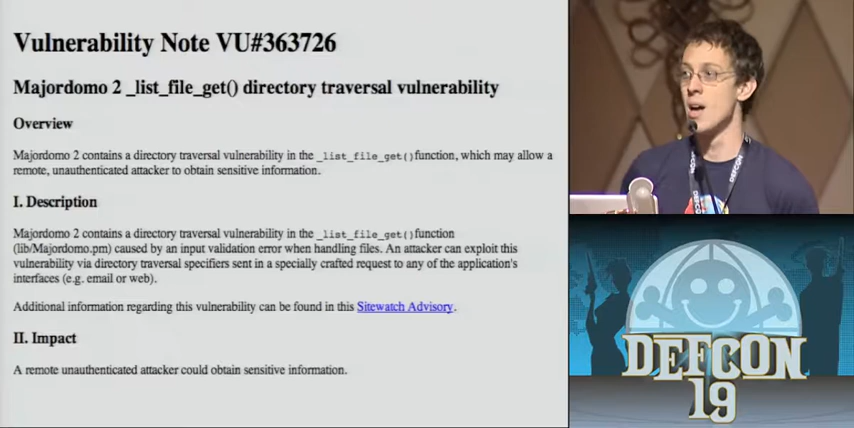 Vulnerability Note VU#363726
Majordomo 2 _list_file_get() directory traversal vulnerability
Overview
Majordomo 2 contains a directory traversal vulnerability in the _list_file_get()function, which may allow a
remote, unauthenticated attacker to obtain sensitive information.
I. Description
Majordomo 2 contains a directory traversal vulnerability in the _list_file_get()function
(lib/Majordomo.pm) caused by an input validation error when handling files. An attacker can exploit this
vulnerability via directory traversal specifiers sent in a specially crafted request to any of the application's
interfaces (e.g. email or web).
Additional information regarding this vulnerability can be found in this Sitewatch Advisory.
II. Impact
A remote unauthenticated attacker could obtain sensitive information.
DEFCON
DEFCON
19